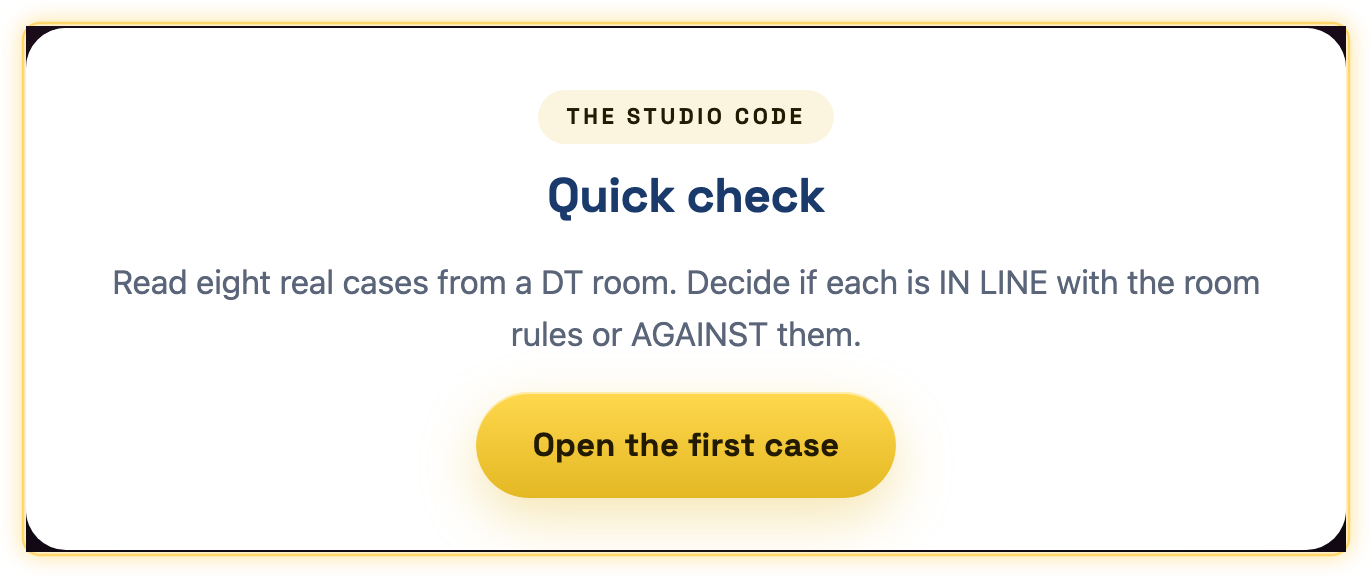 THE STUDIO CODE
Quick check
Read eight real cases from a DT room. Decide if each is IN LINE with the room
rules or AGAINST them.
Open the first case